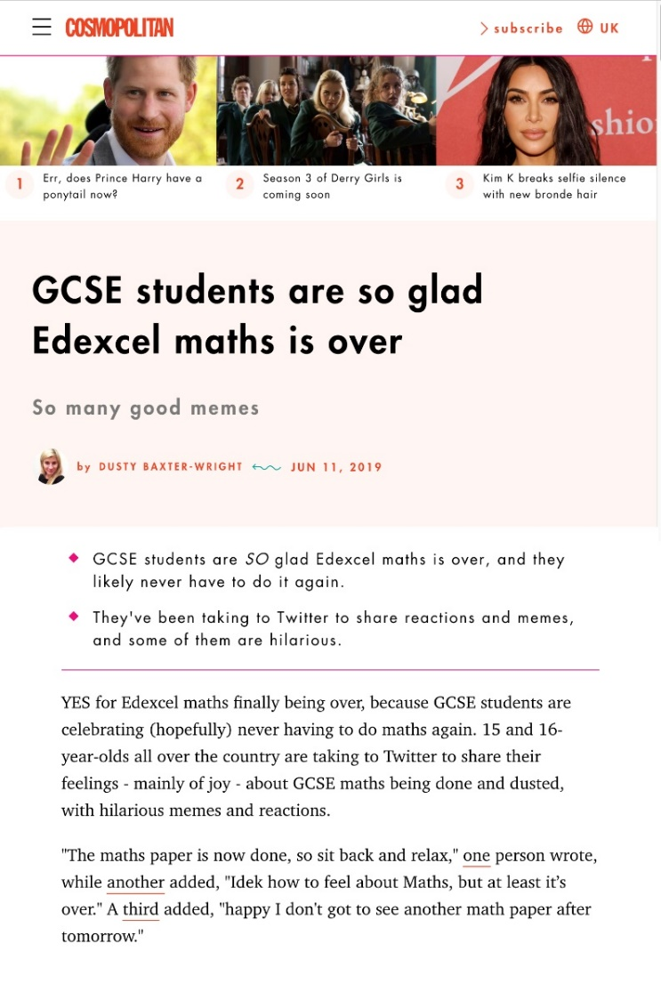 COSMOPOLITAN
subscribe
UK
shio
1
Err, does Prince Harry have a
ponytail now?
2
Season 3 of Derry Girls is
coming soon
3
Kim K breaks selfie silence
with new bronde hair
GCSE students are so glad
Edexcel maths is over
So many good memes
by DUSTY BAXTER-WRIGHT JUN 11, 2019
GCSE students are SO glad Edexcel maths is over, and they
likely never have to do it again.
They've been taking to Twitter to share reactions and memes,
and some of them are hilarious.
YES for Edexcel maths finally being over, because GCSE students are
celebrating (hopefully) never having to do maths again. 15 and 16-
year-olds all over the country are taking to Twitter to share their
feelings - mainly of joy - about GCSE maths being done and dusted,
with hilarious memes and reactions.
"The maths paper is now done, so sit back and relax," one person wrote,
while another added, "Idek how to feel about Maths, but at least it’s
over." A third added, "happy I don't got to see another math paper after
tomorrow."